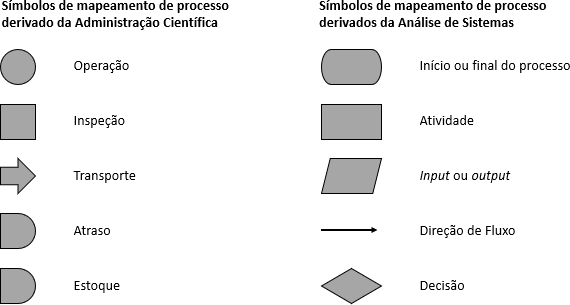 Símbolos de mapeamento de processo
derivado da Administração Científica
Operação
Inspeção
Transporte
Atraso
Estoque
Símbolos de mapeamento de processo
derivados da Análise de Sistemas
Início ou final do processo
Atividade
Input ou output
Direção de Fluxo
Decisão